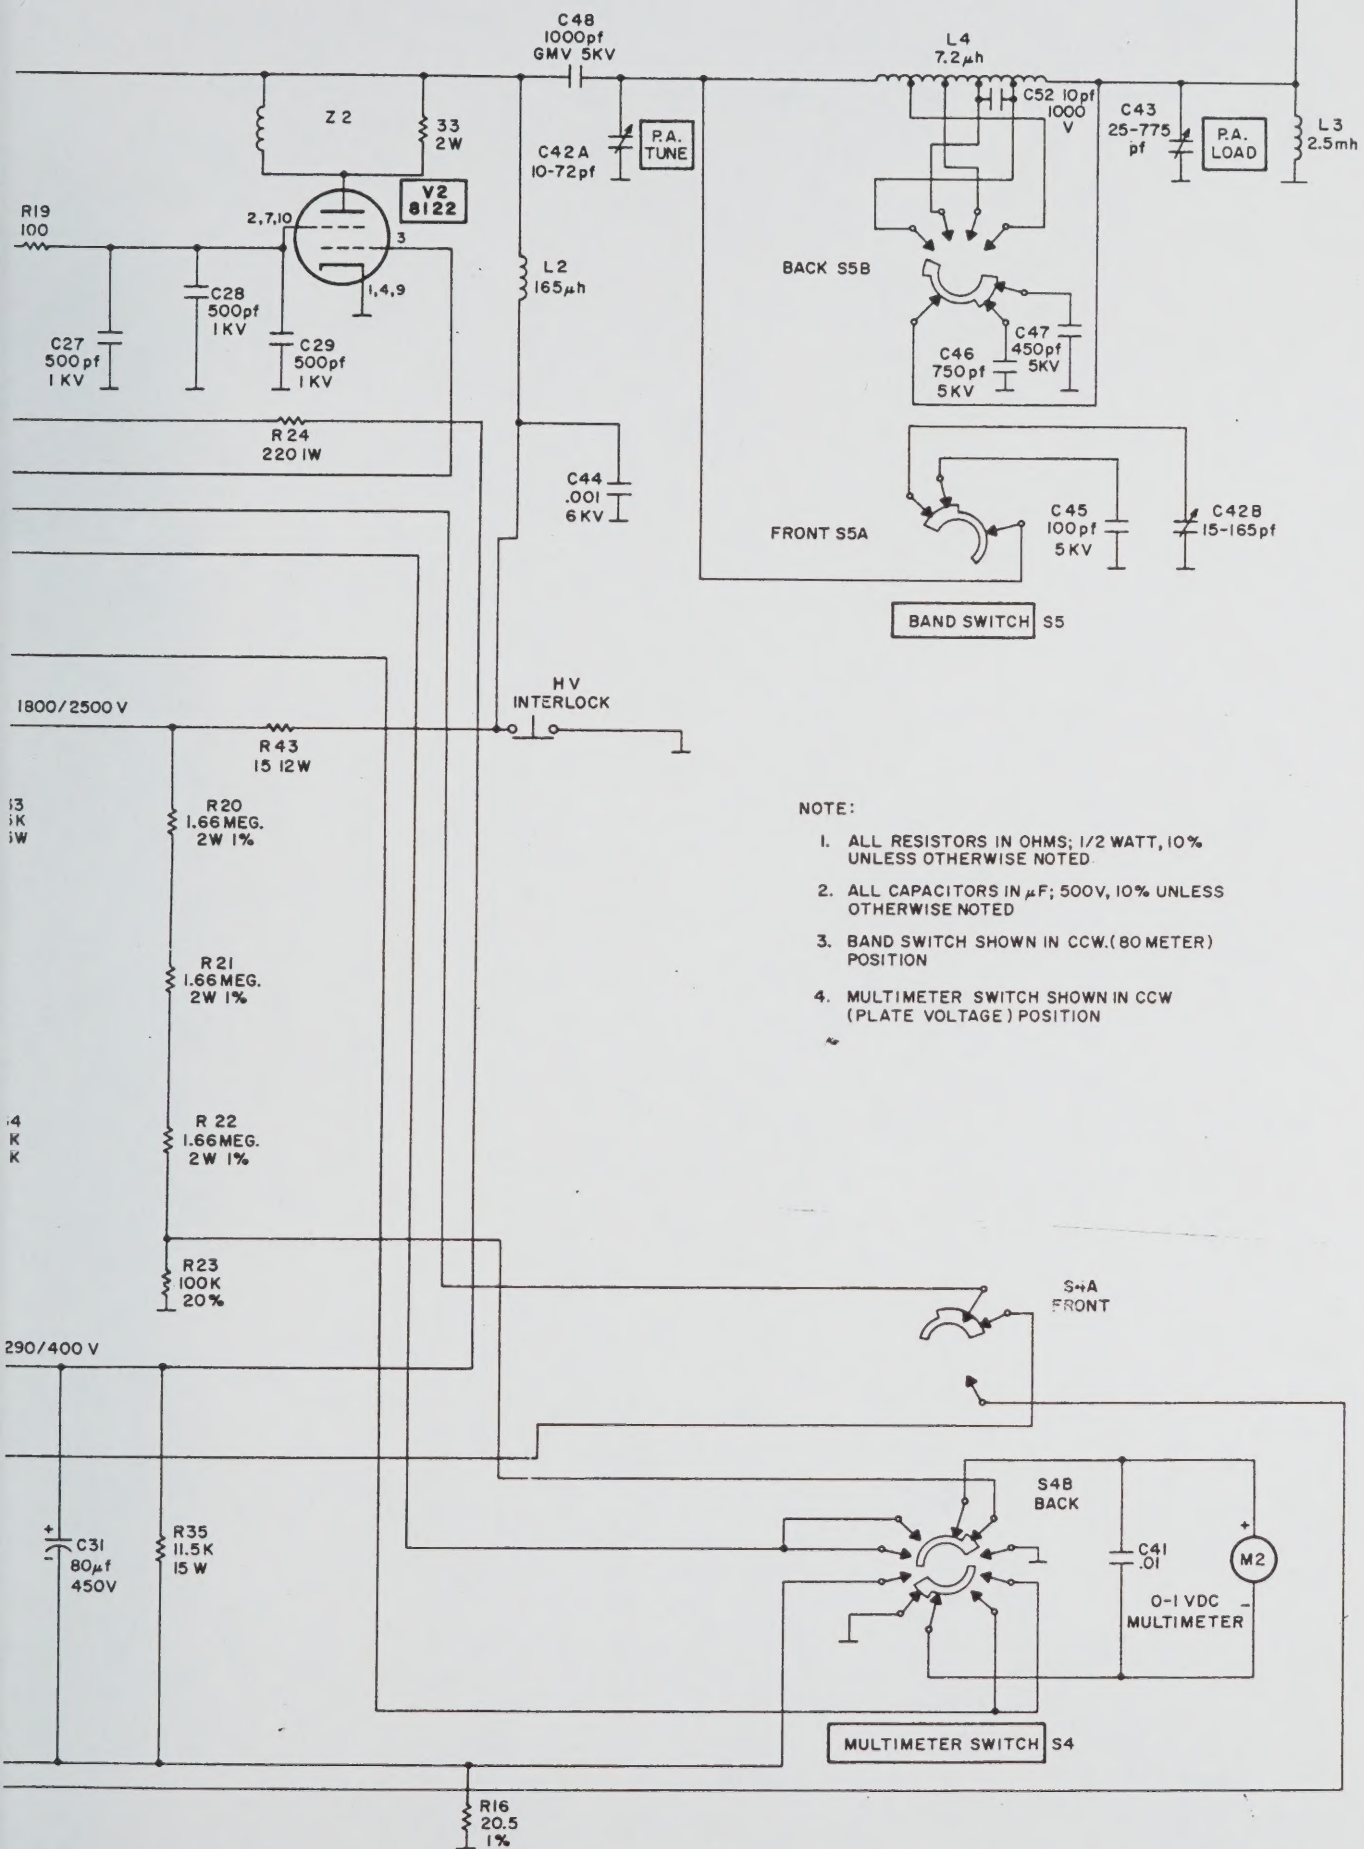 C48
1000pf
GMV 5KV
L4
7.2μh
C52 10pf
1000
V
C43
25-775
pf
P.A.
LOAD
L3
2.5mh
Z2
33
2W
C42A
10-72pf
P.A.
TUNE
V2
8122
R19
100
2,7,10
3
1,4,9
L2
165μh
BACK S5B
C28
500pf
1KV
C27
500pf
1KV
C29
500pf
1KV
C47
450pf
5KV
C46
750pf
5KV
R24
220 1W
C44
.001
6KV
FRONT S5A
C45
100pf
5KV
C42B
15-165pf
BAND SWITCH S5
HV
INTERLOCK
1800/2500 V
R43
15 12W
R20
1.66 MEG.
2W 1%
NOTE:
1. ALL RESISTORS IN OHMS; 1/2 WATT, 10%
UNLESS OTHERWISE NOTED
2. ALL CAPACITORS IN μF; 500V, 10% UNLESS
OTHERWISE NOTED
3. BAND SWITCH SHOWN IN CCW.(80 METER)
POSITION
4. MULTIMETER SWITCH SHOWN IN CCW
(PLATE VOLTAGE) POSITION
R21
1.66 MEG.
2W 1%
R 22
1.66 MEG.
2W 1%
R23
100K
20%
S4A
FRONT
290/400 V
S4B
BACK
+
C31
-
80μf
450V
R35
11.5K
15 W
C41
.01
+
M2
-
0-1 VDC
MULTIMETER
MULTIMETER SWITCH S4
R16
20.5
1%